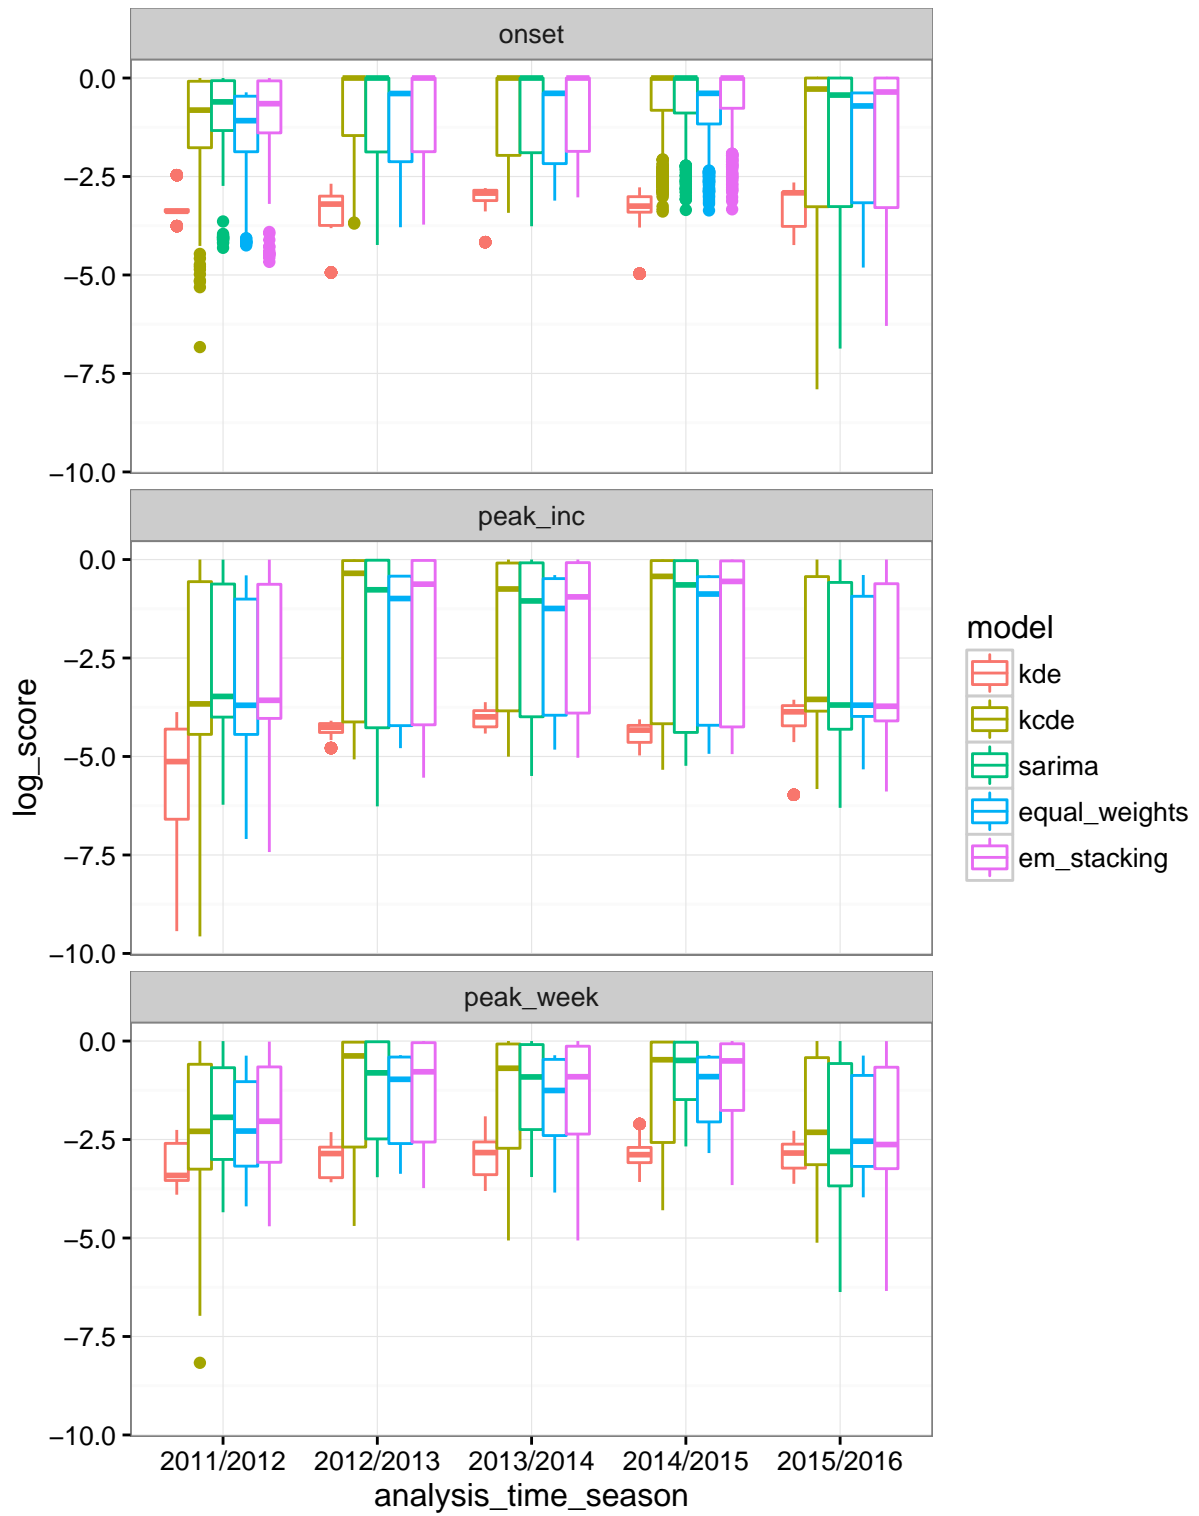 onset
0.0
−2.5
−5.0
−7.5
−10.0
peak_inc
0.0
−2.5
−5.0
−7.5
−10.0
peak_week
0.0
−2.5
−5.0
−7.5
−10.0
log_score
2011/2012 2012/2013 2013/2014 2014/2015 2015/2016
analysis_time_season
model
kde
kcde
sarima
equal_weights
em_stacking